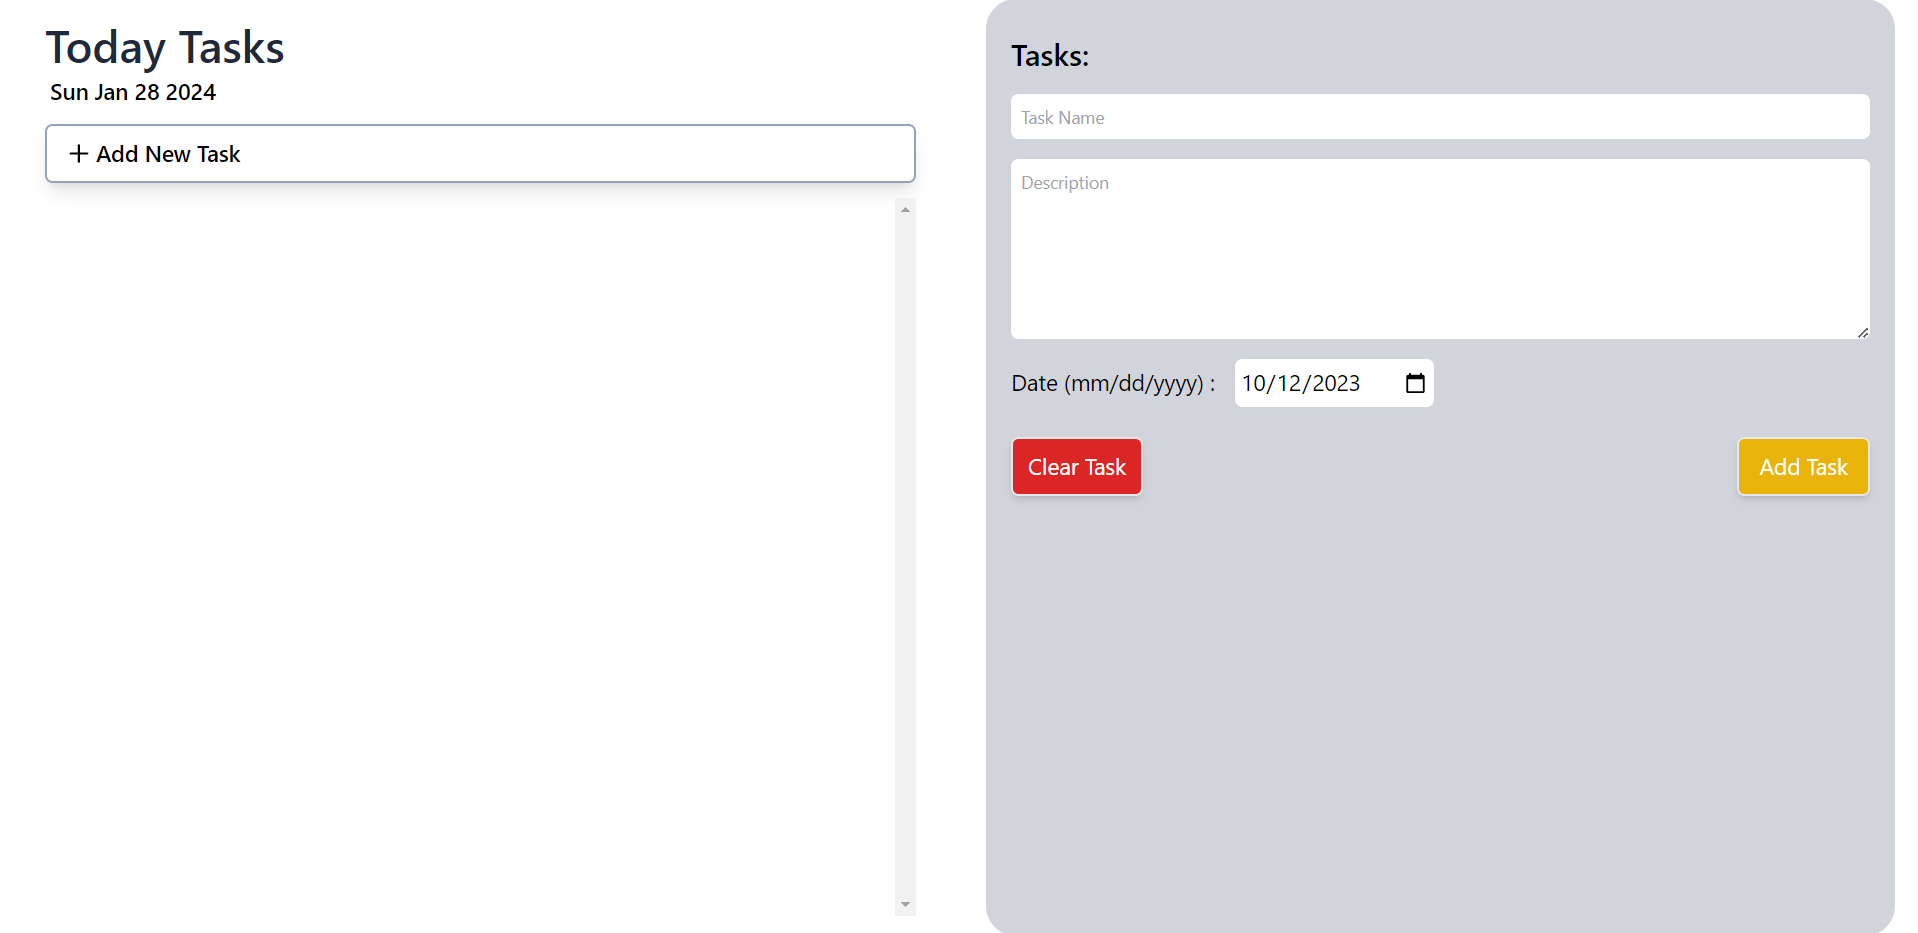 Today Tasks
Sun Jan 28 2024
+ Add New Task
Tasks:
Task Name
Description
Date (mm/dd/yyyy) : 10/12/2023
Clear Task
Add Task